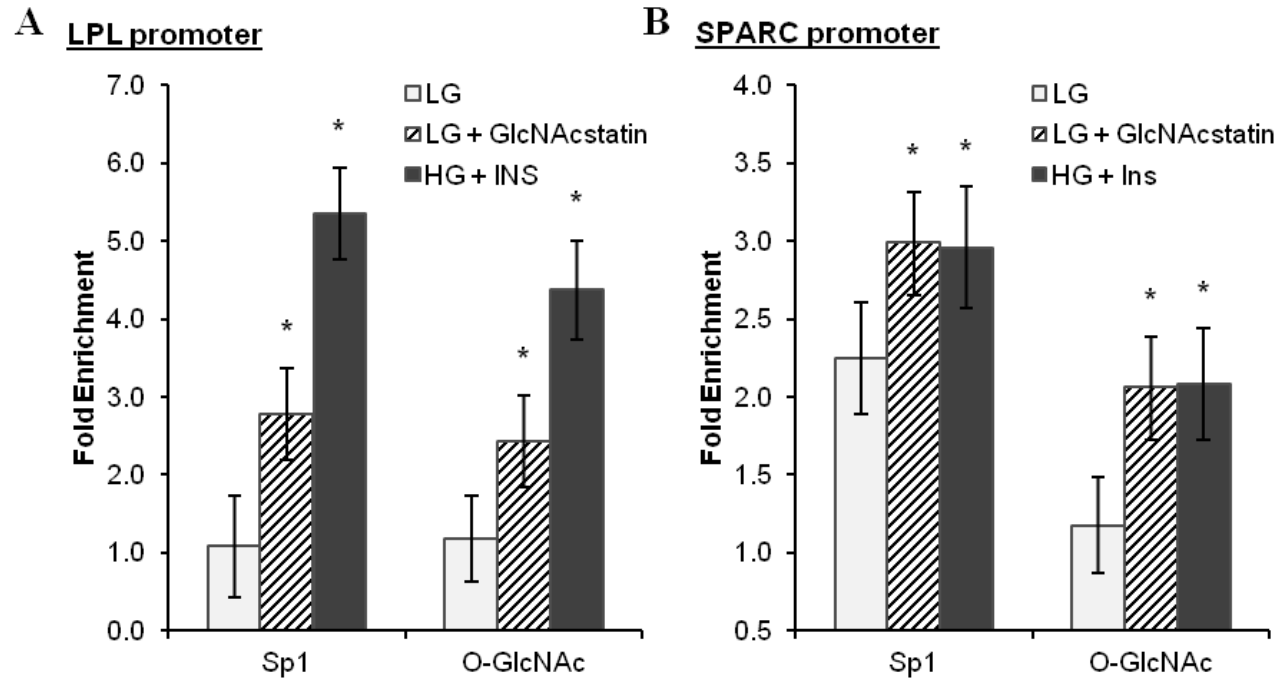 A LPL promoter
LG
LG + GlcNAcstatin
HG + INS
Fold Enrichment
7.0
6.0
5.0
4.0
3.0
2.0
1.0
0.0
*
*
*
*
Sp1 O-GlcNAc
B SPARC promoter
LG
LG + GlcNAcstatin
HG + Ins
Fold Enrichment
4.0
3.5
3.0
2.5
2.0
1.5
1.0
0.5
*
*
*
*
Sp1 O-GlcNAc